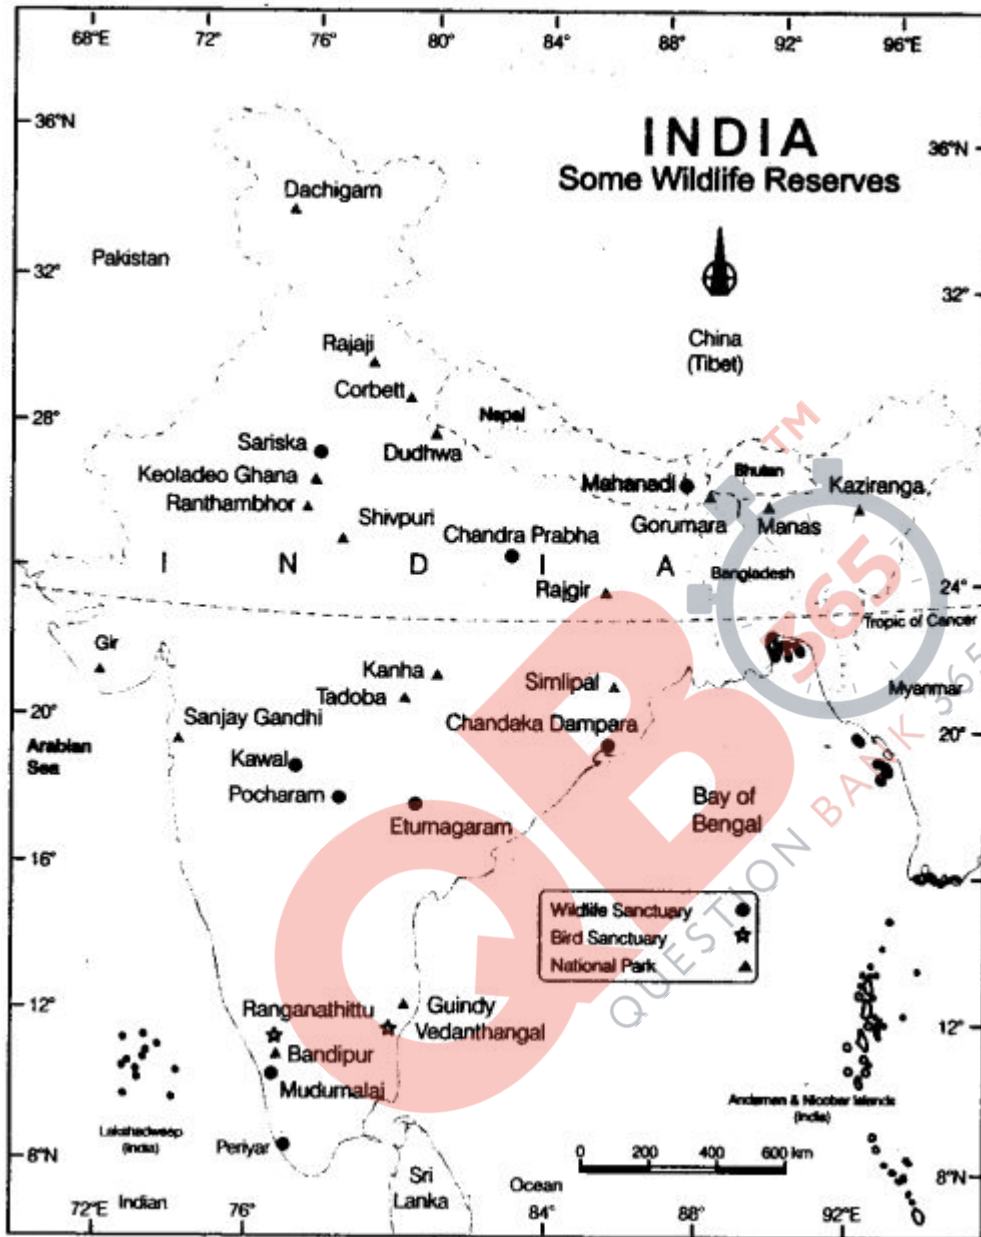 68°E 72° 76° 80° 84° 88° 92° 96°E
36°N
INDIA
36°N
Some Wildlife Reserves
Dachigam
Pakistan
32°
32°
China
(Tibet)
Rajaji
Corbett
Nepal
28°
TM
Sariska
Dudhwa
Bhutan
Keoladeo Ghana
Mahanadi
Kaziranga
Ranthambhor
Shivpuri
Gorumara
Manas
Chandra Prabha
I N D I A
Bangladesh
Rajgir
24°
365
Tropic of Cancer
Gir
Kanha
Simlipal
Tadoba
Myanmar
20°
Sanjay Gandhi
Chandaka Dampara
20°
Arabian
Sea
Kawal
Pocharam
Bay of
Bengal
Eturnagaram
QB
QUESTION BANK 365
16°
Wildlife Sanctuary
Bird Sanctuary
National Park
12°
Ranganathittu
Guindy
Vedanthangal
12°
Bandipur
Mudumalai
Andaman & Nicobar Islands
(India)
Lakshadweep
(India)
8°N
Periyar
0 200 400 600 km
Sri
Lanka
8°N
Indian
Ocean
72°E 76° 84° 88° 92°E